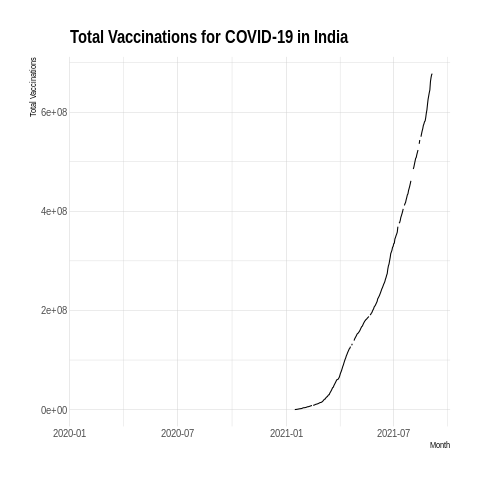 Total Vaccinations for COVID-19 in India
Total Vaccinations
6e+08
4e+08
2e+08
0e+00
2020-01 2020-07 2021-01 2021-07
Month